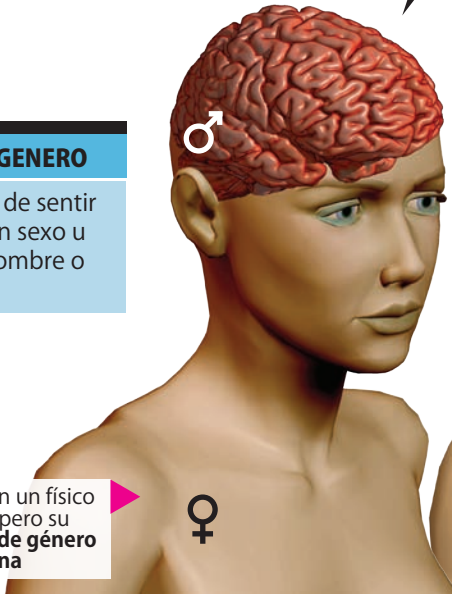 GENERO
de sentir
n sexo u
ombre o
♂
n un físico
pero su
de género
na
♀